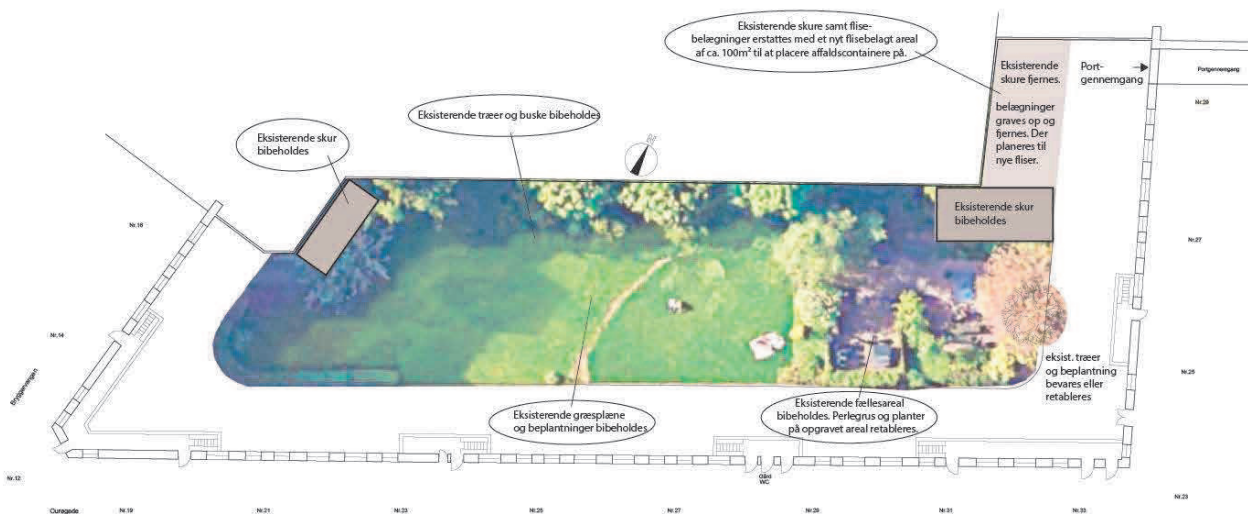 Eksisterende skure samt flise-
belægninger erstattes med et nyt flisebelagt areal
af ca. 100m² til at placere affaldscontainere på.
Eksisterende
skure fjernes.
belægninger
graves op og
fjernes. Der
planeres til
nye fliser.
Port-
gennemgang
Portgennemgang
Nr.28
Eksisterende træer og buske bibeholdes
Eksisterende skur
bibeholdes
Eksisterende skur
bibeholdes
Nr.16
Nr.27
Nr.14
Bryggervangen
eksist. træer
og beplantning
bevares eller
retableres
Nr.25
Eksisterende græsplæne
og beplantninger bibeholdes
Eksisterende fællesareal
bibeholdes. Perlegrus og planter
på opgravet areal retableres.
Nr.12
WC
Nr.23
Ourøgade
Nr.19
Nr.21
Nr.23
Nr.25
Nr.27
Nr.29
Nr.31
Nr.33